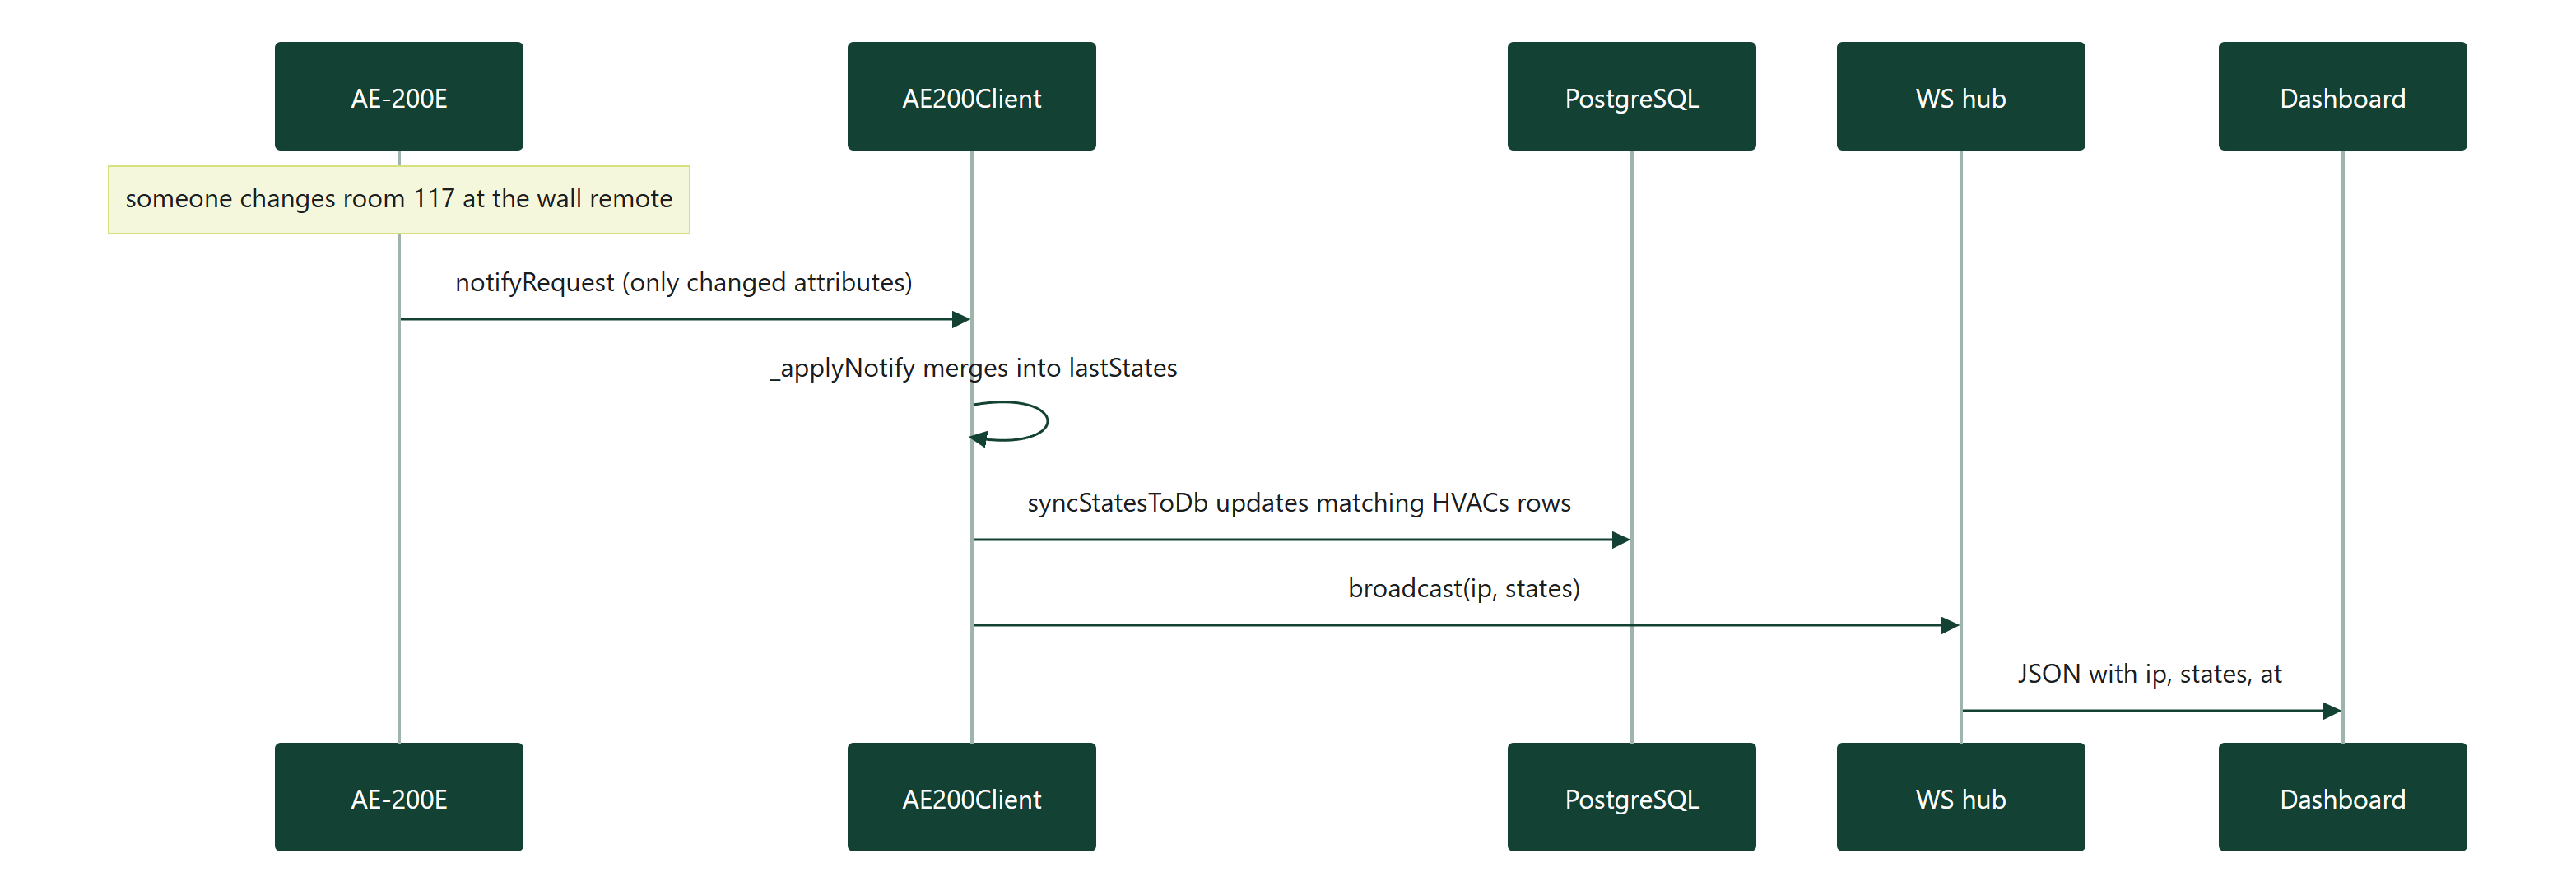 AE-200E
AE200Client
PostgreSQL
WS hub
Dashboard
someone changes room 117 at the wall remote
notifyRequest (only changed attributes)
_applyNotify merges into lastStates
syncStatesToDb updates matching HVACs rows
broadcast(ip, states)
JSON with ip, states, at
AE-200E
AE200Client
PostgreSQL
WS hub
Dashboard